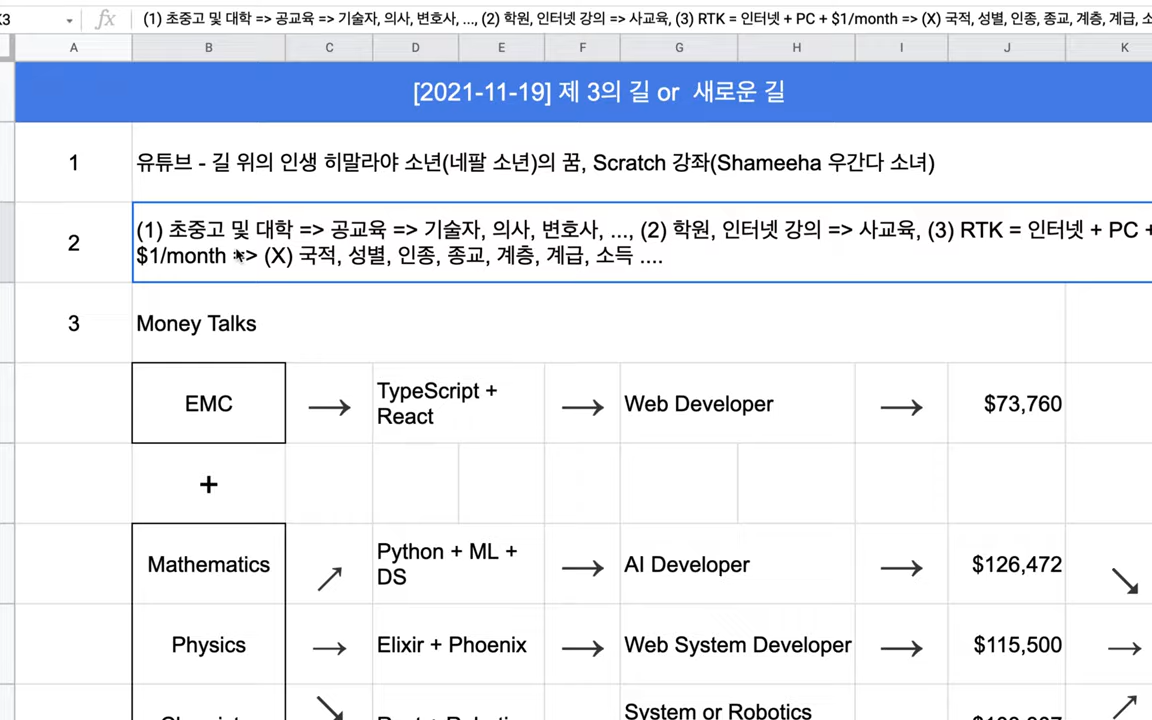 (1) 초중고 및 대학 => 공교육 => 기술자, 의사, 변호사, ..., (2) 학원, 인터넷 강의 => 사교육, (3) RTK = 인터넷 + PC + $1/month => (X) 국적, 성별, 인종, 종교, 계층, 계급,
A B C D E F G H I J K
[2021-11-19] 제 3의 길 or 새로운 길
1 유튜브 - 길 위의 인생 히말라야 소년(네팔 소년)의 꿈, Scratch 강좌(Shameeha 우간다 소녀)
2 (1) 초중고 및 대학 => 공교육 => 기술자, 의사, 변호사, ..., (2) 학원, 인터넷 강의 => 사교육, (3) RTK = 인터넷 + PC +
$1/month => (X) 국적, 성별, 인종, 종교, 계층, 계급, 소득 ....
3 Money Talks
EMC → TypeScript + React → Web Developer → $73,760
+
Mathematics ↗ Python + ML + DS → AI Developer → $126,472 ↘
Physics → Elixir + Phoenix → Web System Developer → $115,500 →
System or Robotics